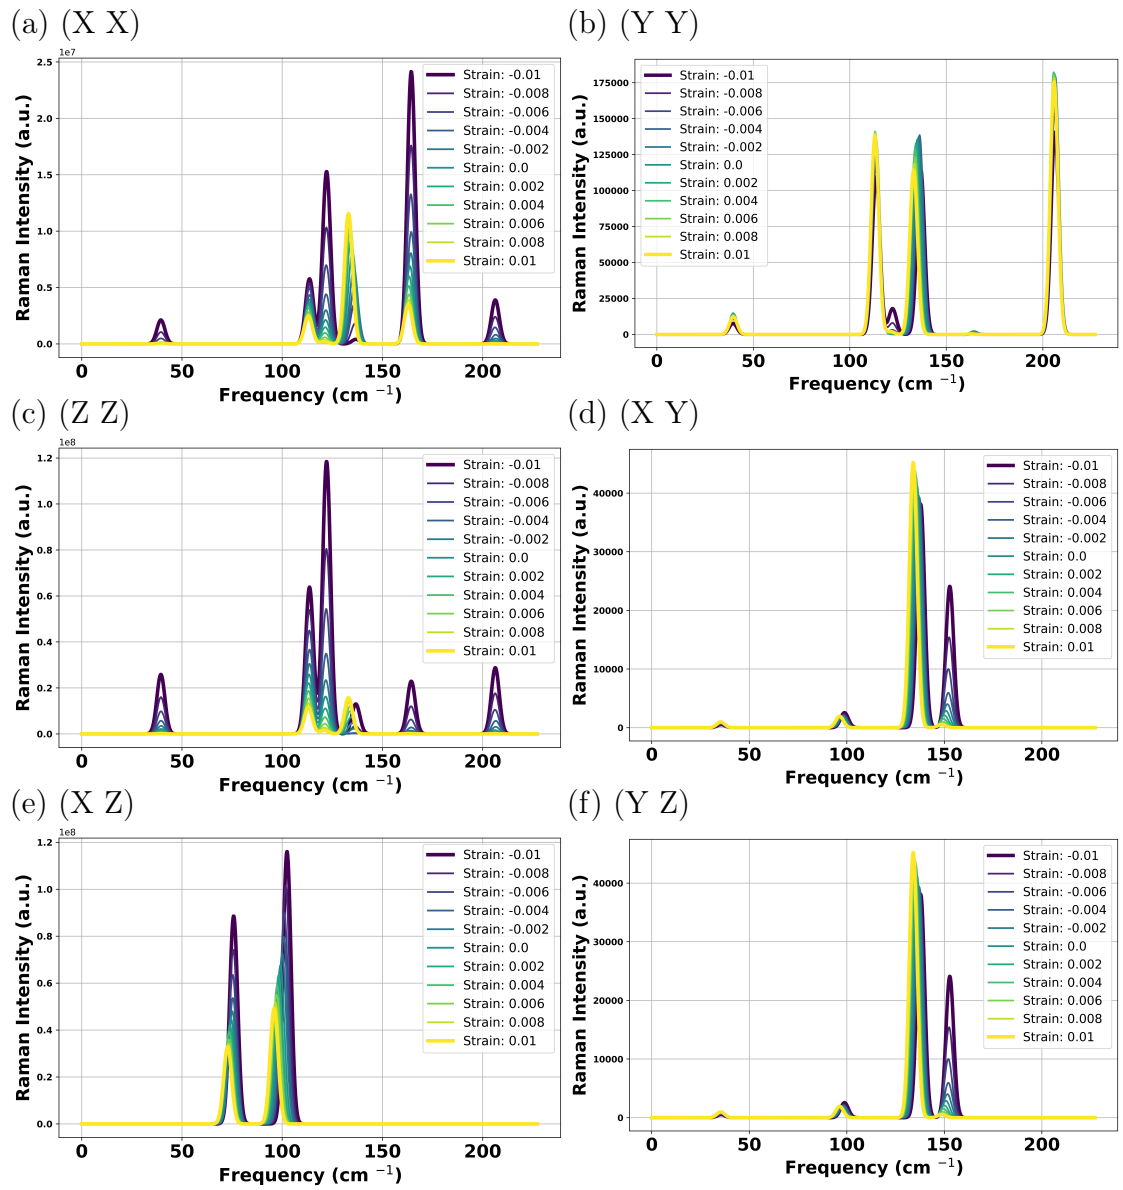 (a) (X X)
1e7
Raman Intensity (a.u.)
2.5
2.0
1.5
1.0
0.5
0.0
0
50
100
150
200
Frequency (cm ⁻¹)
Strain: -0.01
Strain: -0.008
Strain: -0.006
Strain: -0.004
Strain: -0.002
Strain: 0.0
Strain: 0.002
Strain: 0.004
Strain: 0.006
Strain: 0.008
Strain: 0.01
(b) (Y Y)
Raman Intensity (a.u.)
175000
150000
125000
100000
75000
50000
25000
0
0
50
100
150
200
Frequency (cm ⁻¹)
Strain: -0.01
Strain: -0.008
Strain: -0.006
Strain: -0.004
Strain: -0.002
Strain: 0.0
Strain: 0.002
Strain: 0.004
Strain: 0.006
Strain: 0.008
Strain: 0.01
(c) (Z Z)
1e8
Raman Intensity (a.u.)
1.2
1.0
0.8
0.6
0.4
0.2
0.0
0
50
100
150
200
Frequency (cm ⁻¹)
Strain: -0.01
Strain: -0.008
Strain: -0.006
Strain: -0.004
Strain: -0.002
Strain: 0.0
Strain: 0.002
Strain: 0.004
Strain: 0.006
Strain: 0.008
Strain: 0.01
(d) (X Y)
Raman Intensity (a.u.)
40000
30000
20000
10000
0
0
50
100
150
200
Frequency (cm ⁻¹)
Strain: -0.01
Strain: -0.008
Strain: -0.006
Strain: -0.004
Strain: -0.002
Strain: 0.0
Strain: 0.002
Strain: 0.004
Strain: 0.006
Strain: 0.008
Strain: 0.01
(e) (X Z)
1e8
Raman Intensity (a.u.)
1.2
1.0
0.8
0.6
0.4
0.2
0.0
0
50
100
150
200
Frequency (cm ⁻¹)
Strain: -0.01
Strain: -0.008
Strain: -0.006
Strain: -0.004
Strain: -0.002
Strain: 0.0
Strain: 0.002
Strain: 0.004
Strain: 0.006
Strain: 0.008
Strain: 0.01
(f) (Y Z)
Raman Intensity (a.u.)
40000
30000
20000
10000
0
0
50
100
150
200
Frequency (cm ⁻¹)
Strain: -0.01
Strain: -0.008
Strain: -0.006
Strain: -0.004
Strain: -0.002
Strain: 0.0
Strain: 0.002
Strain: 0.004
Strain: 0.006
Strain: 0.008
Strain: 0.01